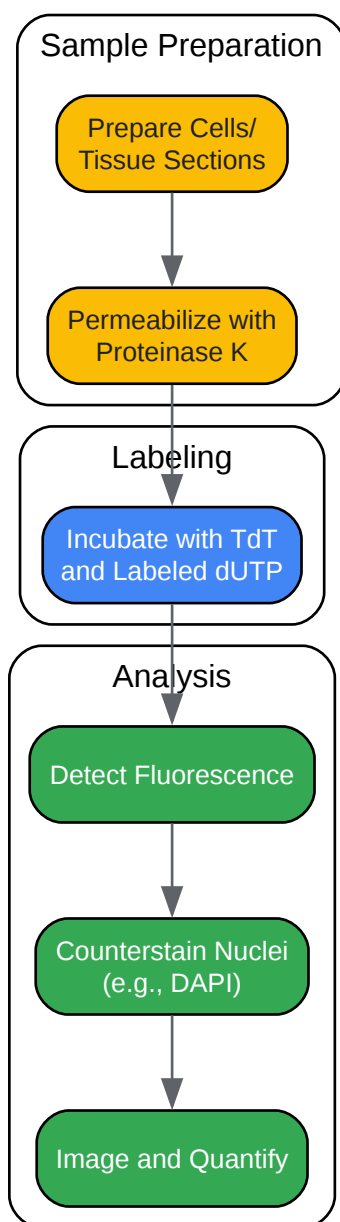 Sample Preparation
Prepare Cells/
Tissue Sections
Permeabilize with
Proteinase K
Labeling
Incubate with TdT
and Labeled dUTP
Analysis
Detect Fluorescence
Counterstain Nuclei
(e.g., DAPI)
Image and Quantify